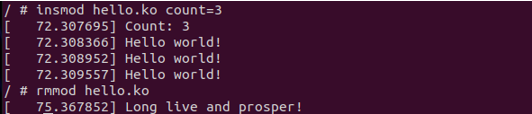 / # insmod hello.ko count=3
[   72.307695] Count: 3
[   72.308366] Hello world!
[   72.308952] Hello world!
[   72.309557] Hello world!
/ # rmmod hello.ko
[   75.367852] Long live and prosper!